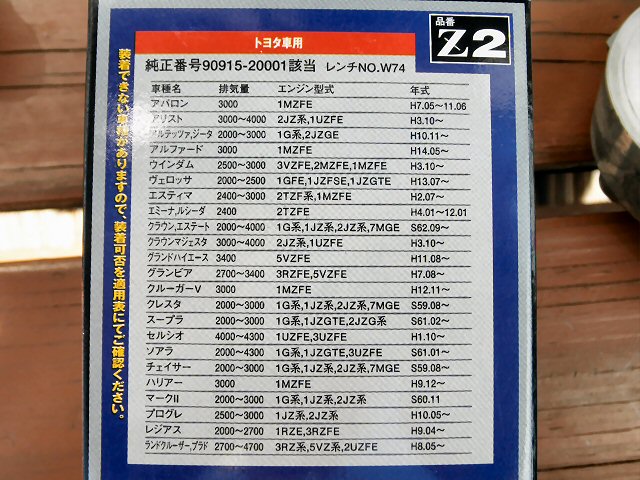 品番
Z2
トヨタ車用
純正番号90915-20001該当 レンチNO.W74
車種名 排気量 エンジン型式 年式
アバロン 3000 1MZFE H7.05〜11.06
アリスト 3000〜4000 2JZ系,1UZFE H3.10〜
アルテッツァ,ジータ 2000〜3000 1G系,2JZGE H10.11〜
アルファード 3000 1MZFE H14.05〜
ウインダム 2500〜3000 3VZFE,2MZFE,1MZFE H3.10〜
ヴェロッサ 2000〜2500 1GFE,1JZFSE,1JZGTE H13.07〜
エスティマ 2400〜3000 2TZF系,1MZFE H2.07〜
エミーナ,ルシーダ 2400 2TZFE H4.01〜12.01
クラウン,エステート 2000〜4000 1G系,1JZ系,2JZ系,7MGE S62.09〜
クラウンマジェスタ 3000〜4000 2JZ系,1UZFE H3.10〜
グランドハイエース 3400 5VZFE H11.08〜
グランビア 2700〜3400 3RZFE,5VZFE H7.08〜
クルーガーV 3000 1MZFE H12.11〜
クレスタ 2000〜3000 1G系,1JZ系,2JZ系,7MGE S59.08〜
スープラ 2000〜3000 1G系,1JZGTE,2JZG系 S61.02〜
セルシオ 4000〜4300 1UZFE,3UZFE H1.10〜
ソアラ 2000〜4300 1G系,1JZGTE,3UZFE S61.01〜
チェイサー 2000〜3000 1G系,1JZ系,2JZ系,7MGE S59.08〜
ハリアー 3000 1MZFE H9.12〜
マークII 2000〜3000 1G系,1JZ系,2JZ系 S60.11
プログレ 2500〜3000 1JZ系,2JZ系 H10.05〜
レジアス 2000〜2700 1RZE,3RZFE H9.04〜
ランドクルーザー,プラド 2700〜4700 3RZ系,5VZ系,2UZFE H8.05〜
装着できない車種がありますので、装着可否を適用表にてご確認ください。